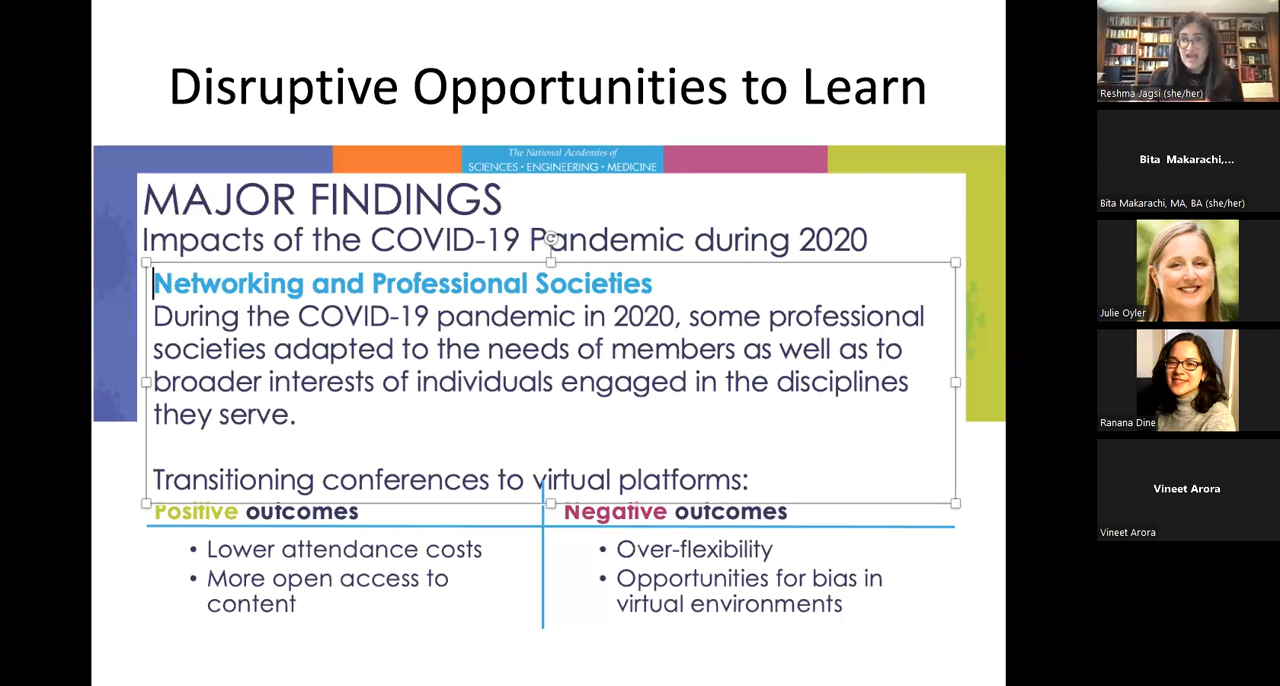 Disruptive Opportunities to Learn
The National Academies of
SCIENCES • ENGINEERING • MEDICINE
MAJOR FINDINGS
Impacts of the COVID-19 Pandemic during 2020
Networking and Professional Societies
During the COVID-19 pandemic in 2020, some professional
societies adapted to the needs of members as well as to
broader interests of individuals engaged in the disciplines
they serve.
Transitioning conferences to virtual platforms:
Positive outcomes
• Lower attendance costs
• More open access to
content
Negative outcomes
• Over-flexibility
• Opportunities for bias in
virtual environments
Reshma Jagsi (she/her)
Bita Makarachi,...
Bita Makarachi, MA, BA (she/her)
Julie Oyler
Ranana Dine
Vineet Arora
Vineet Arora